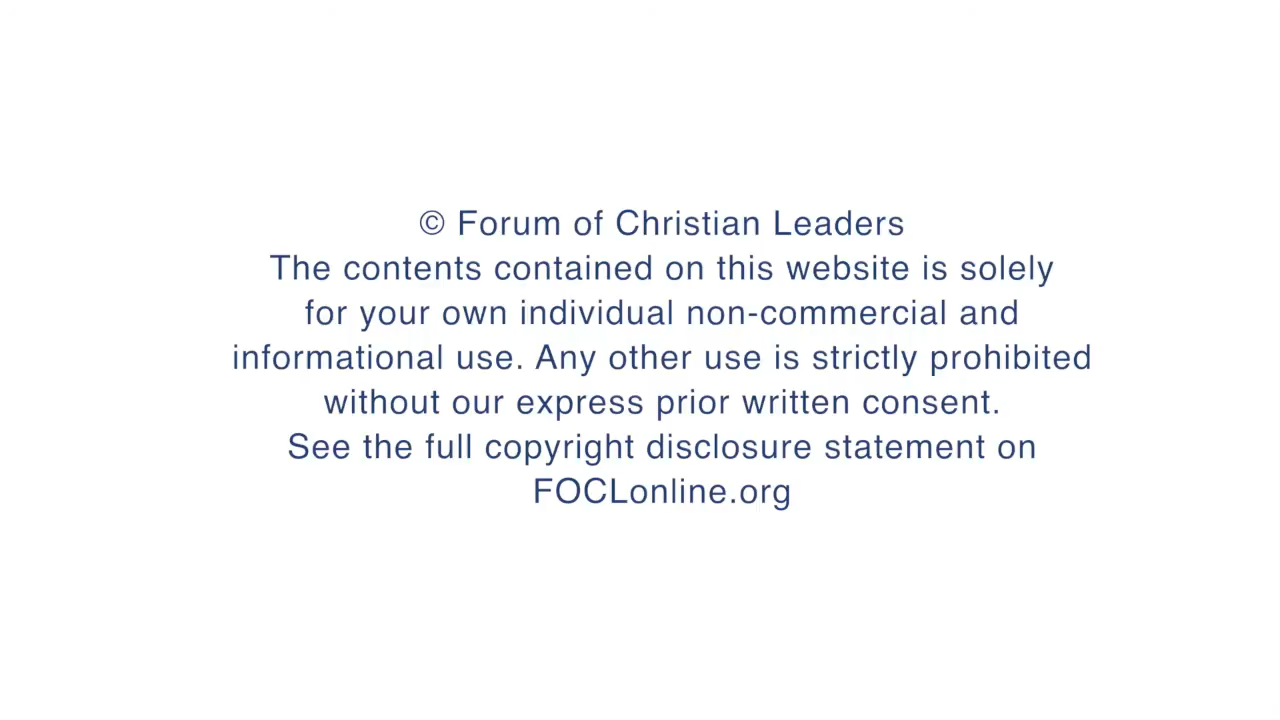 © Forum of Christian Leaders
The contents contained on this website is solely
for your own individual non-commercial and
informational use. Any other use is strictly prohibited
without our express prior written consent.
See the full copyright disclosure statement on
FOCLonline.org